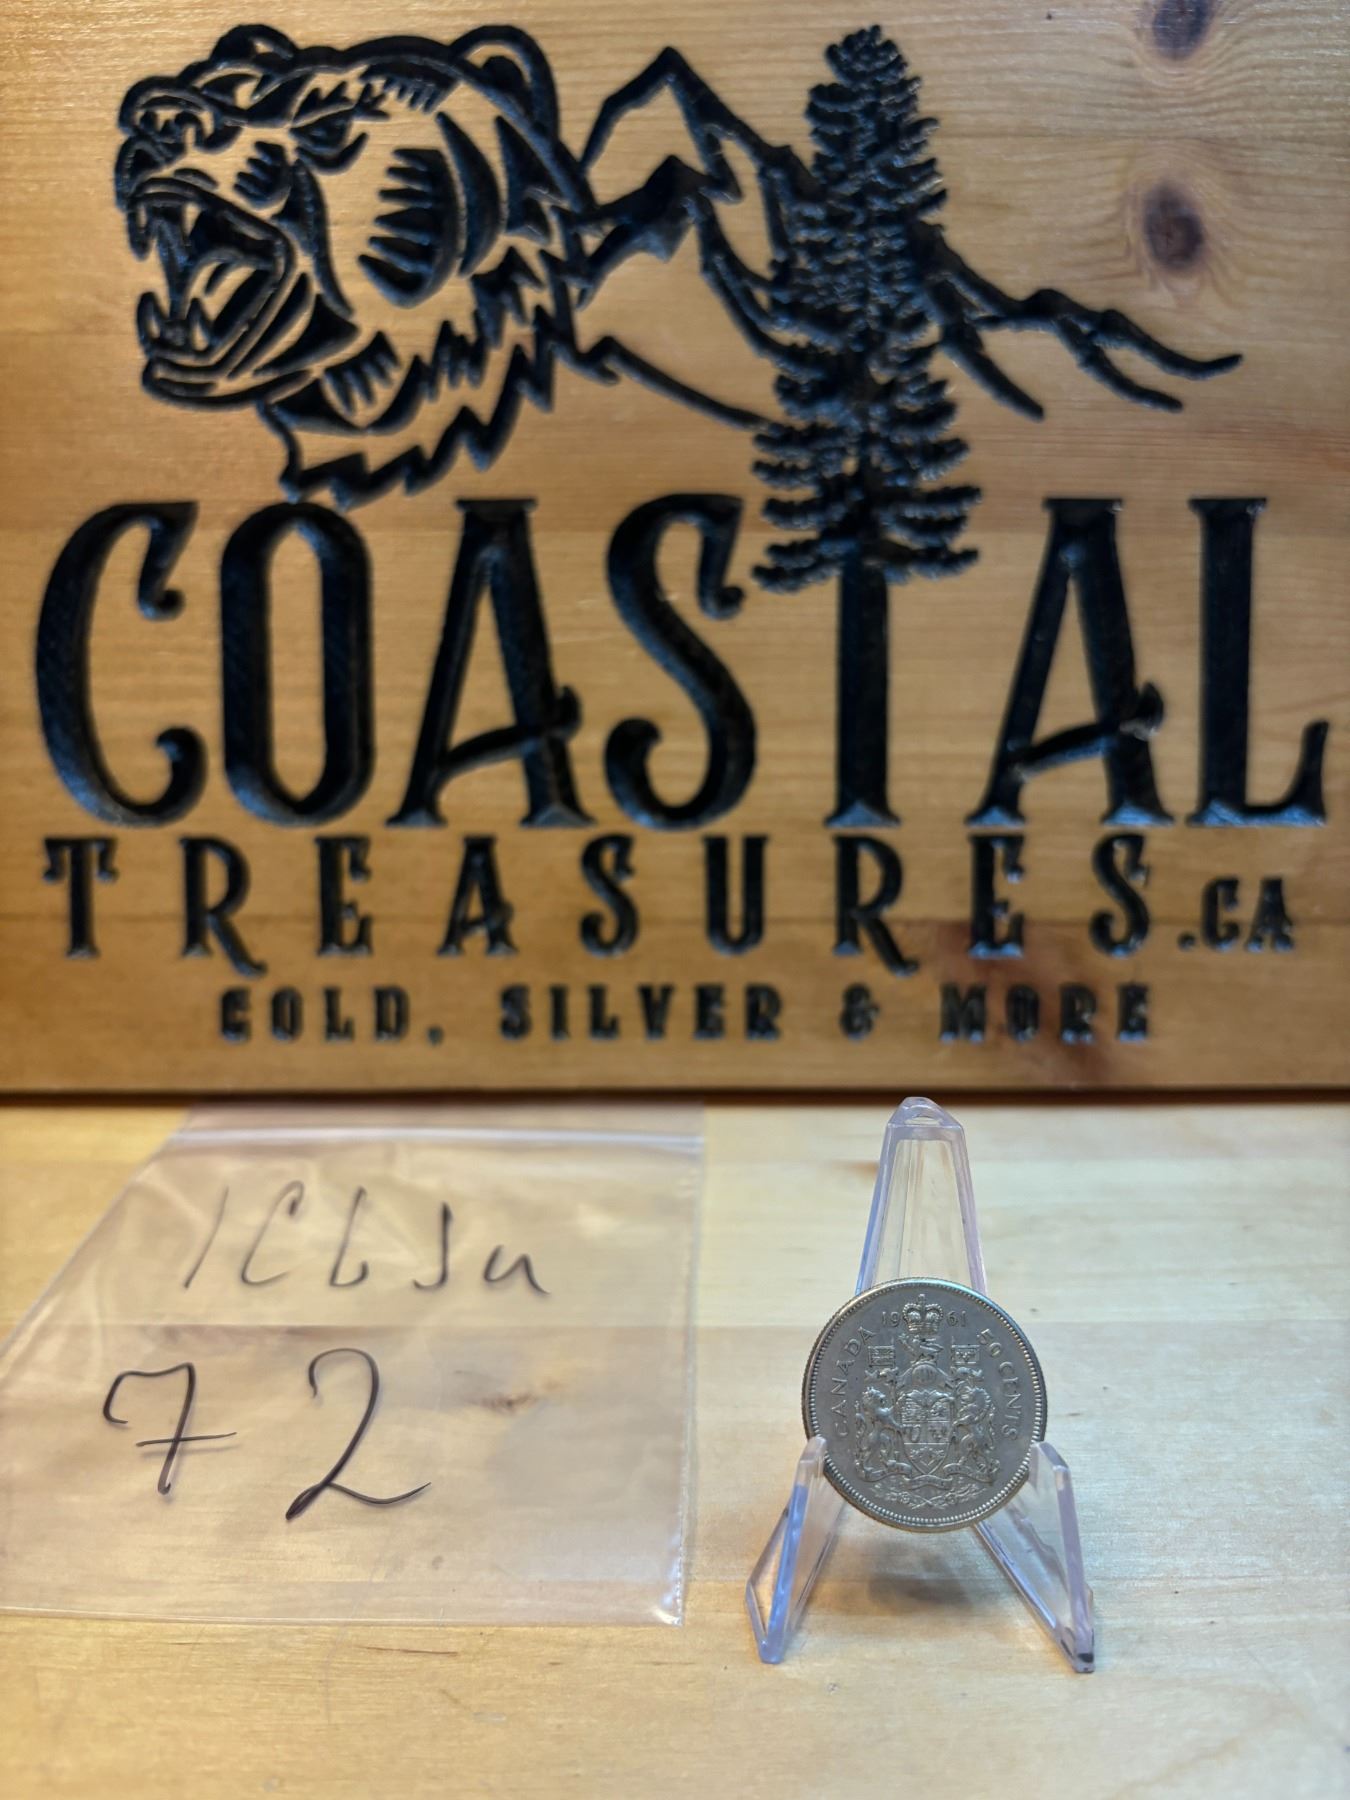 COASTAL
TREASURES.CA
GOLD, SILVER & MORE
72
1961
CANADA
50 CENTS